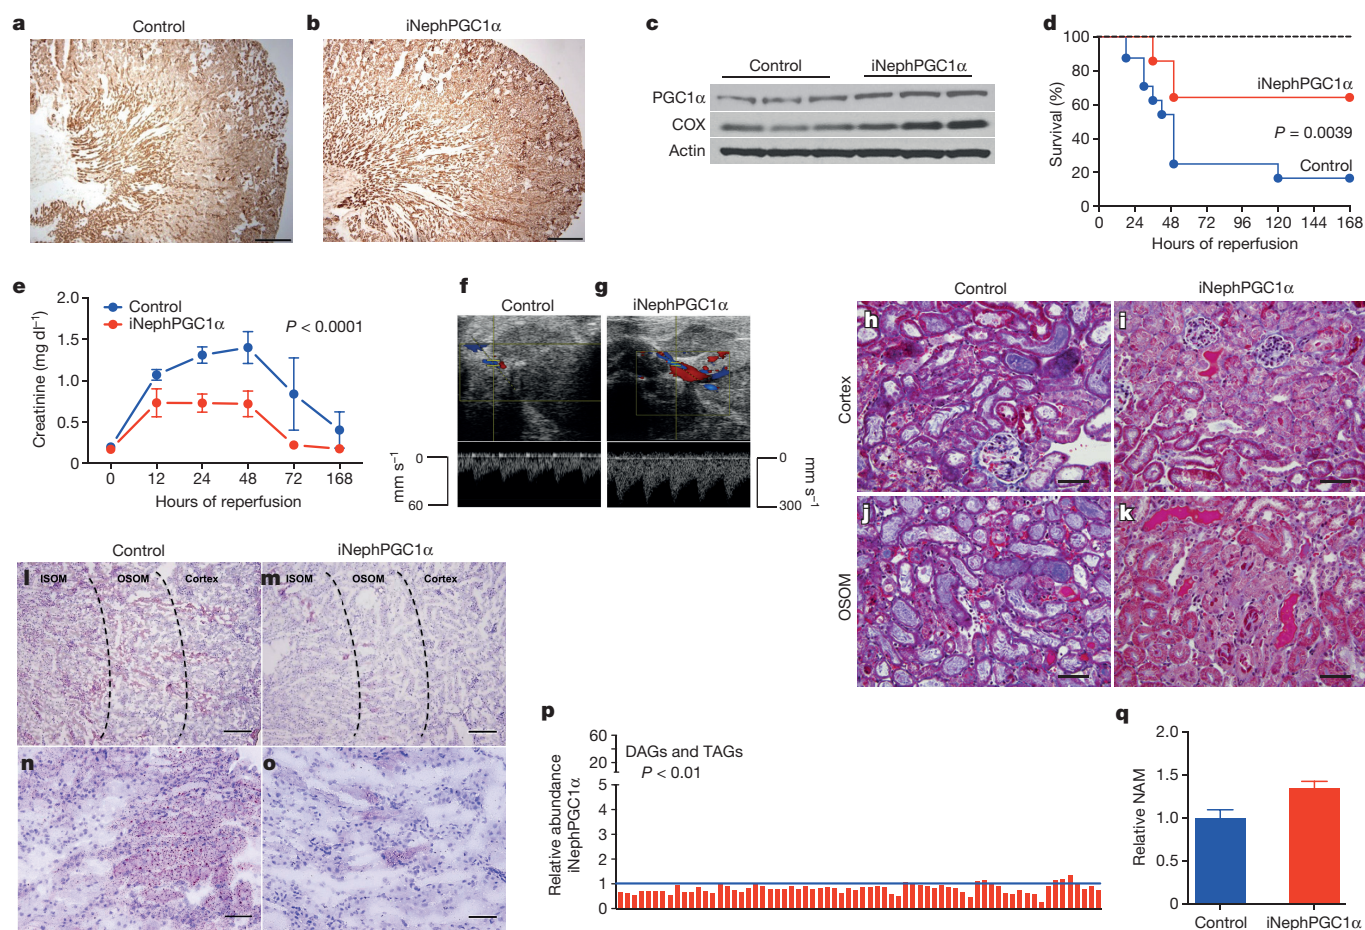 a Control
b iNephPGC1α
c
Control iNephPGC1α
PGC1α
COX
Actin
d
Survival (%)
100
80
60
40
20
0
iNephPGC1α
P = 0.0039
Control
0 24 48 72 96 120 144 168
Hours of reperfusion
e
Creatinine (mg dl⁻¹)
2.0
1.5
1.0
0.5
0
Control
iNephPGC1α
P < 0.0001
0 12 24 48 72 168
Hours of reperfusion
f Control
g iNephPGC1α
0
mm s⁻¹
60
0
mm s⁻¹
300
Control iNephPGC1α
h i
Cortex
j k
OSOM
Control iNephPGC1α
l ISOM OSOM Cortex
m ISOM OSOM Cortex
n o
p
Relative abundance
iNephPGC1α
60
40
20
5
4
3
2
1
0
DAGs and TAGs
P < 0.01
q
Relative NAM
2.0
1.5
1.0
0.5
0
Control iNephPGC1α